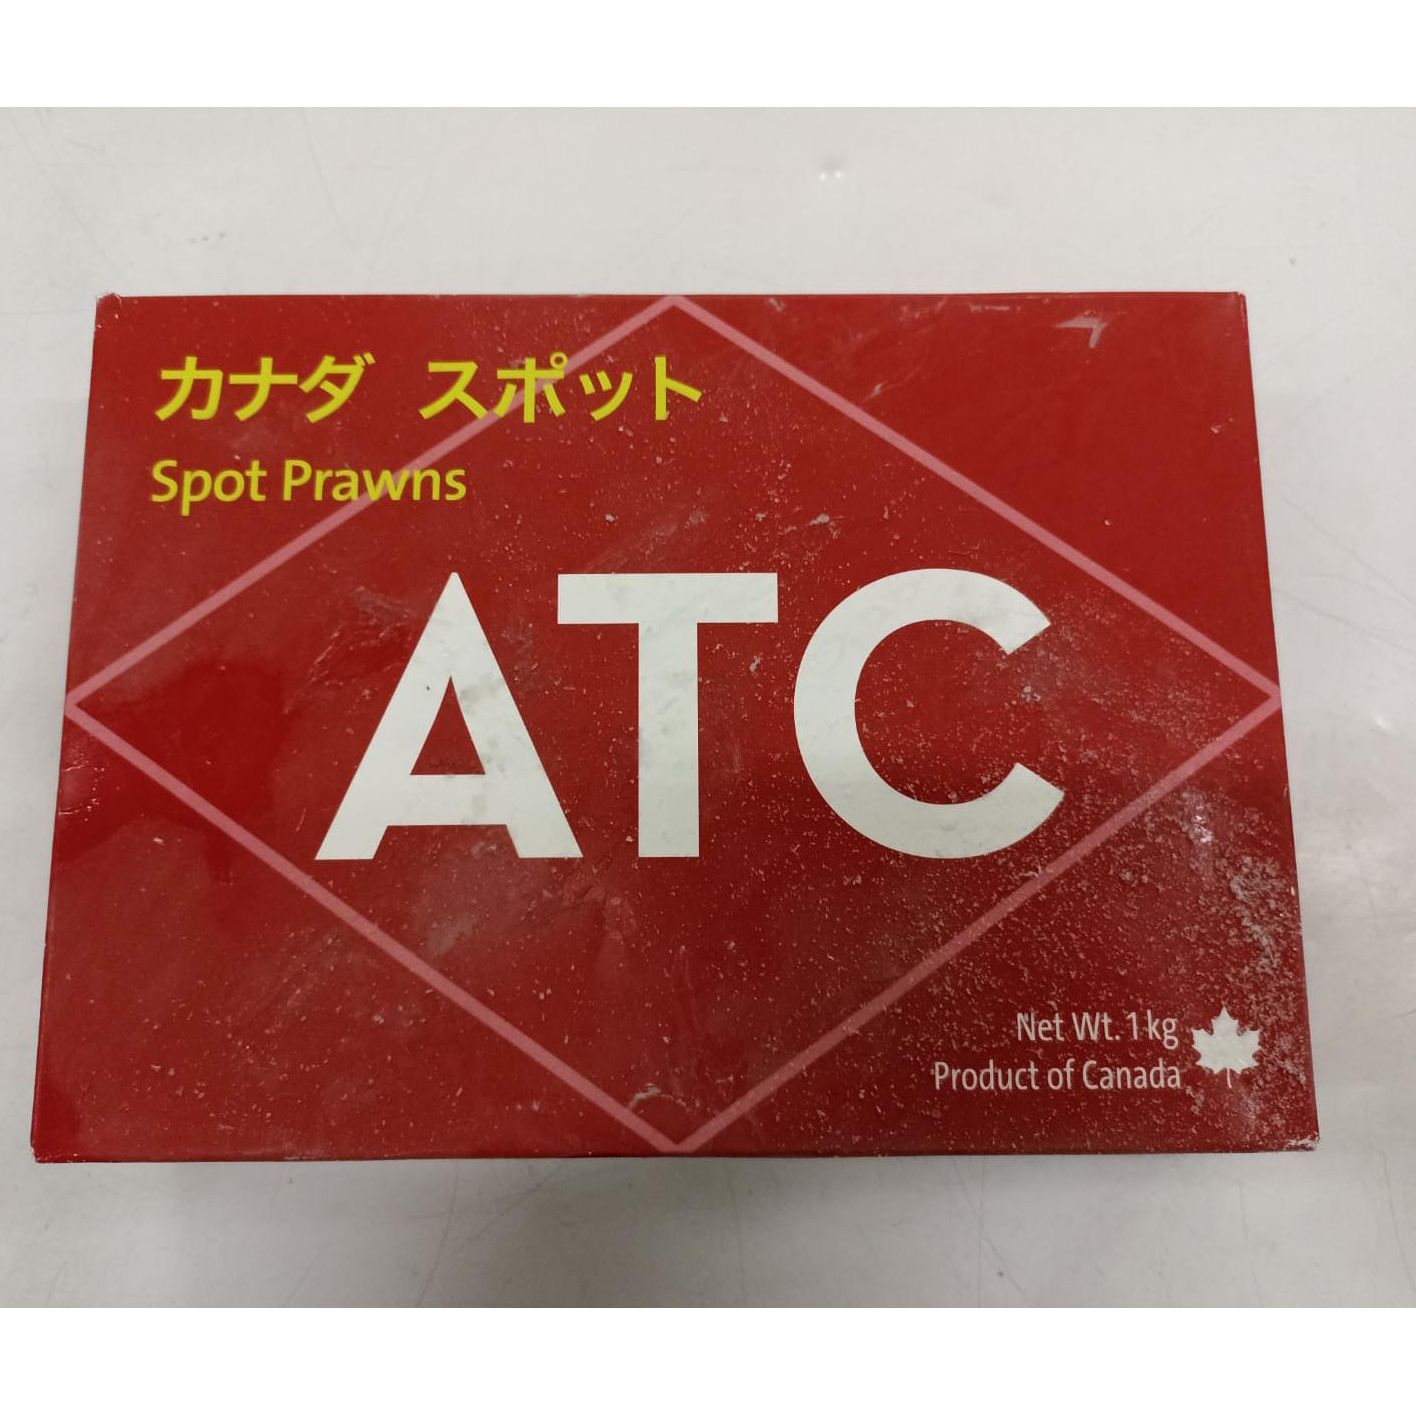 カナダ スポット
Spot Prawns
ATC
Net Wt. 1 kg
Product of Canada